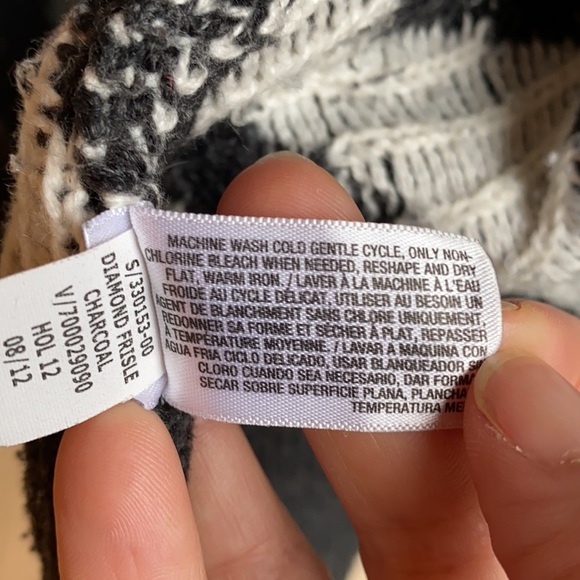 S/330153-00
DIAMOND FRISLE
CHARCOAL
V/700029090
HOL 12
08/12
MACHINE WASH COLD GENTLE CYCLE, ONLY NON-
CHLORINE BLEACH WHEN NEEDED, RESHAPE AND DRY
FLAT, WARM IRON. / LAVER À LA MACHINE À L'EAU
FROIDE AU CYCLE DÉLICAT, UTILISER AU BESOIN UN
AGENT DE BLANCHIMENT SANS CHLORE UNIQUEMENT,
REDONNER SA FORME ET SÉCHER À PLAT, REPASSER
À TEMPÉRATURE MOYENNE. / LAVAR A MAQUINA CON
AGUA FRIA CICLO DELICADO, USAR BLANQUEADOR
CLORO CUANDO SEA NECESARIO, DAR FORMA
SECAR SOBRE SUPERFICIE PLANA, PLANCHA
TEMPERATURA